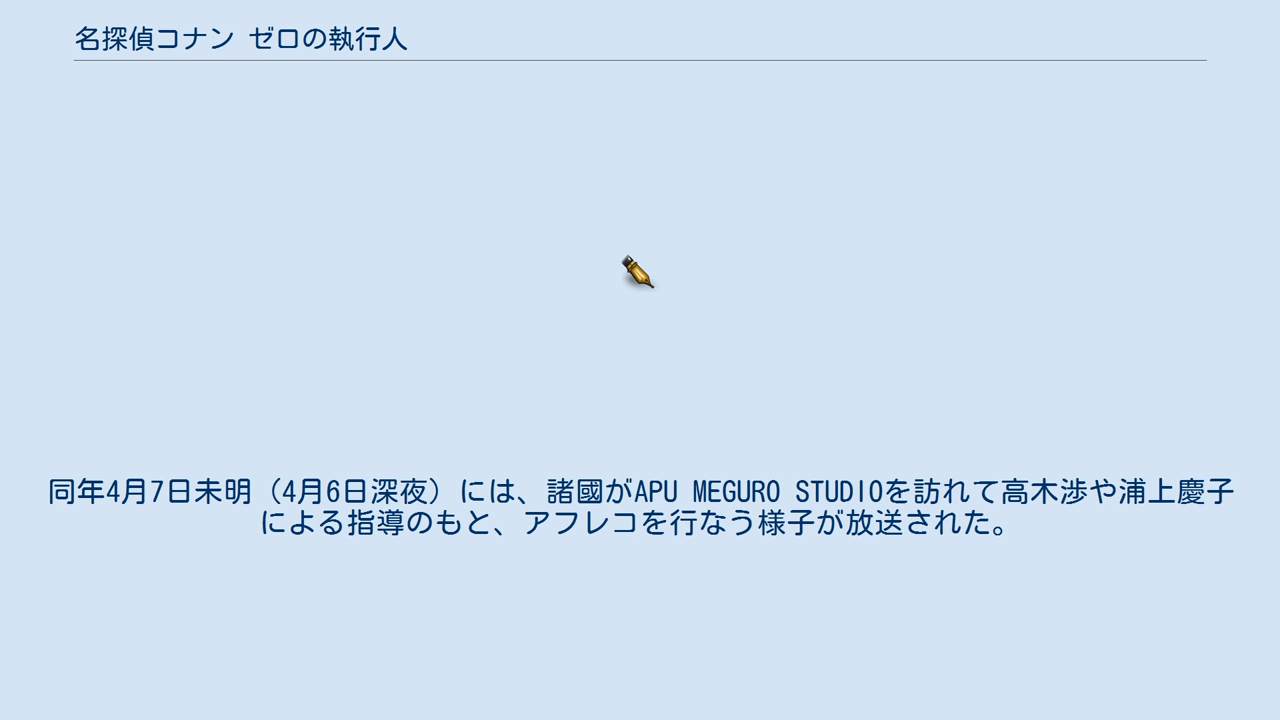 名探偵コナン ゼロの執行人
同年4月7日未明（4月6日深夜）には、諸國がAPU MEGURO STUDIOを訪れて高木渉や浦上慶子
による指導のもと、アフレコを行なう様子が放送された。